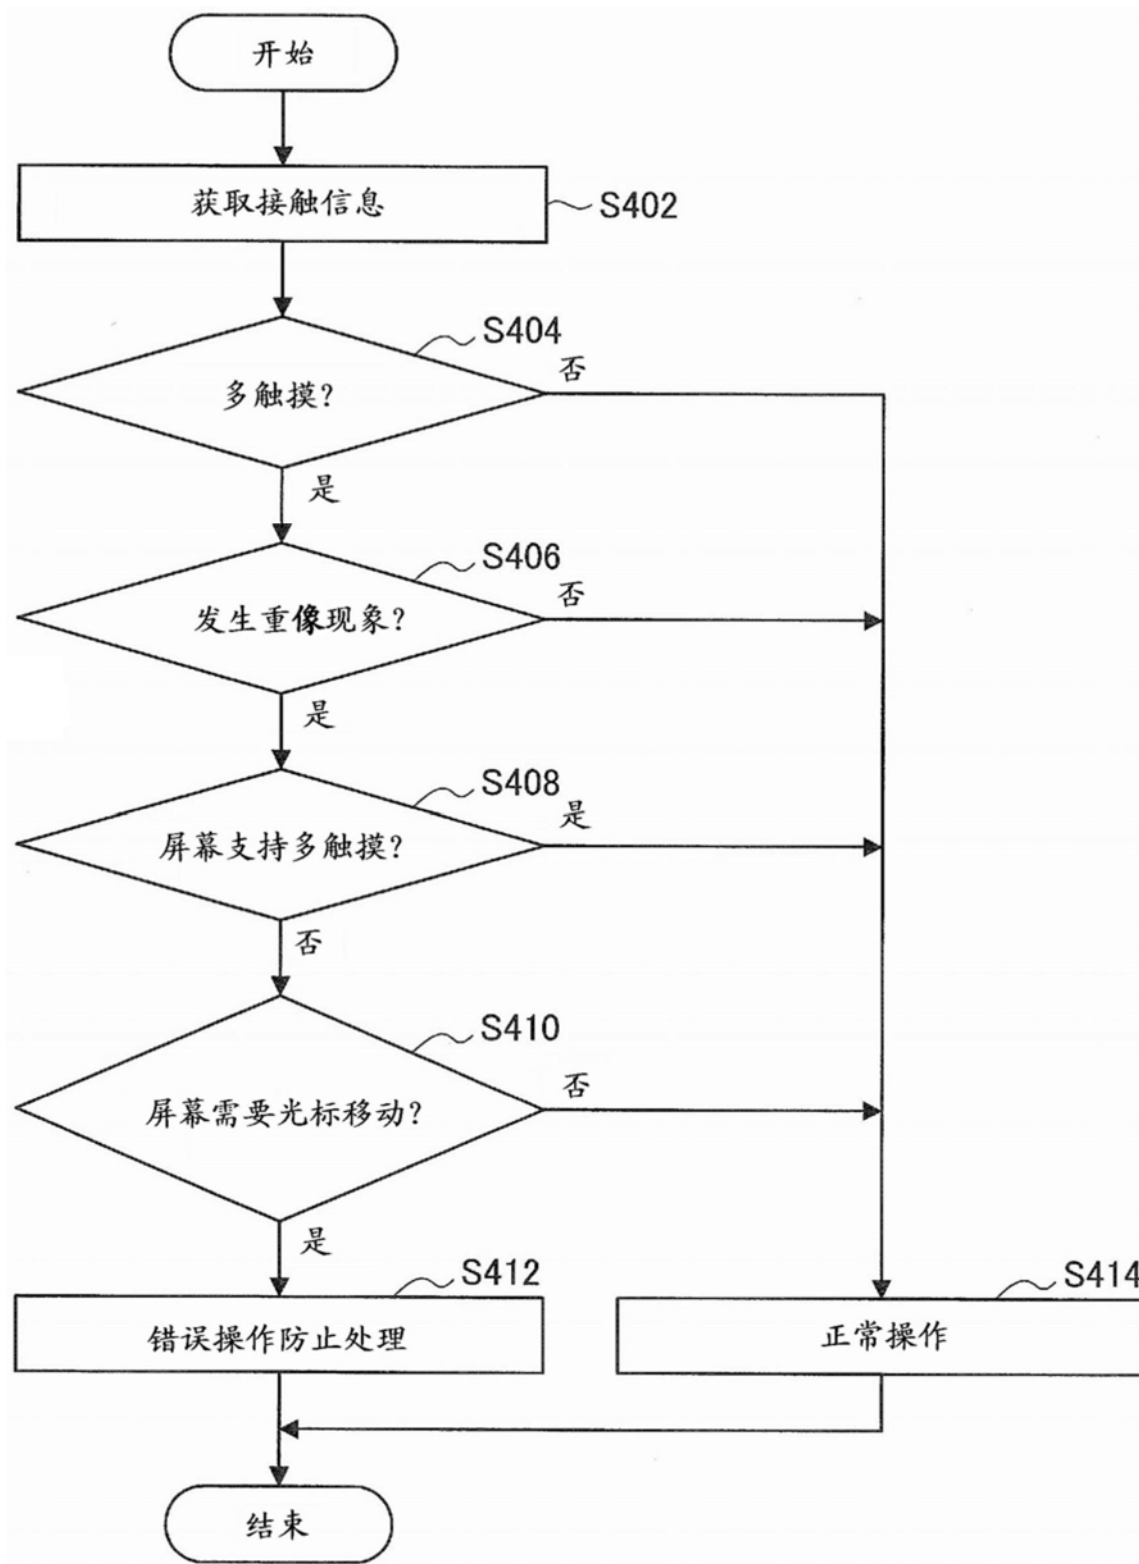 开始
获取接触信息
S402
S404
多触摸?
否
是
S406
发生重像现象?
否
是
S408
屏幕支持多触摸?
是
否
S410
屏幕需要光标移动?
否
是
S412
错误操作防止处理
S414
正常操作
结束